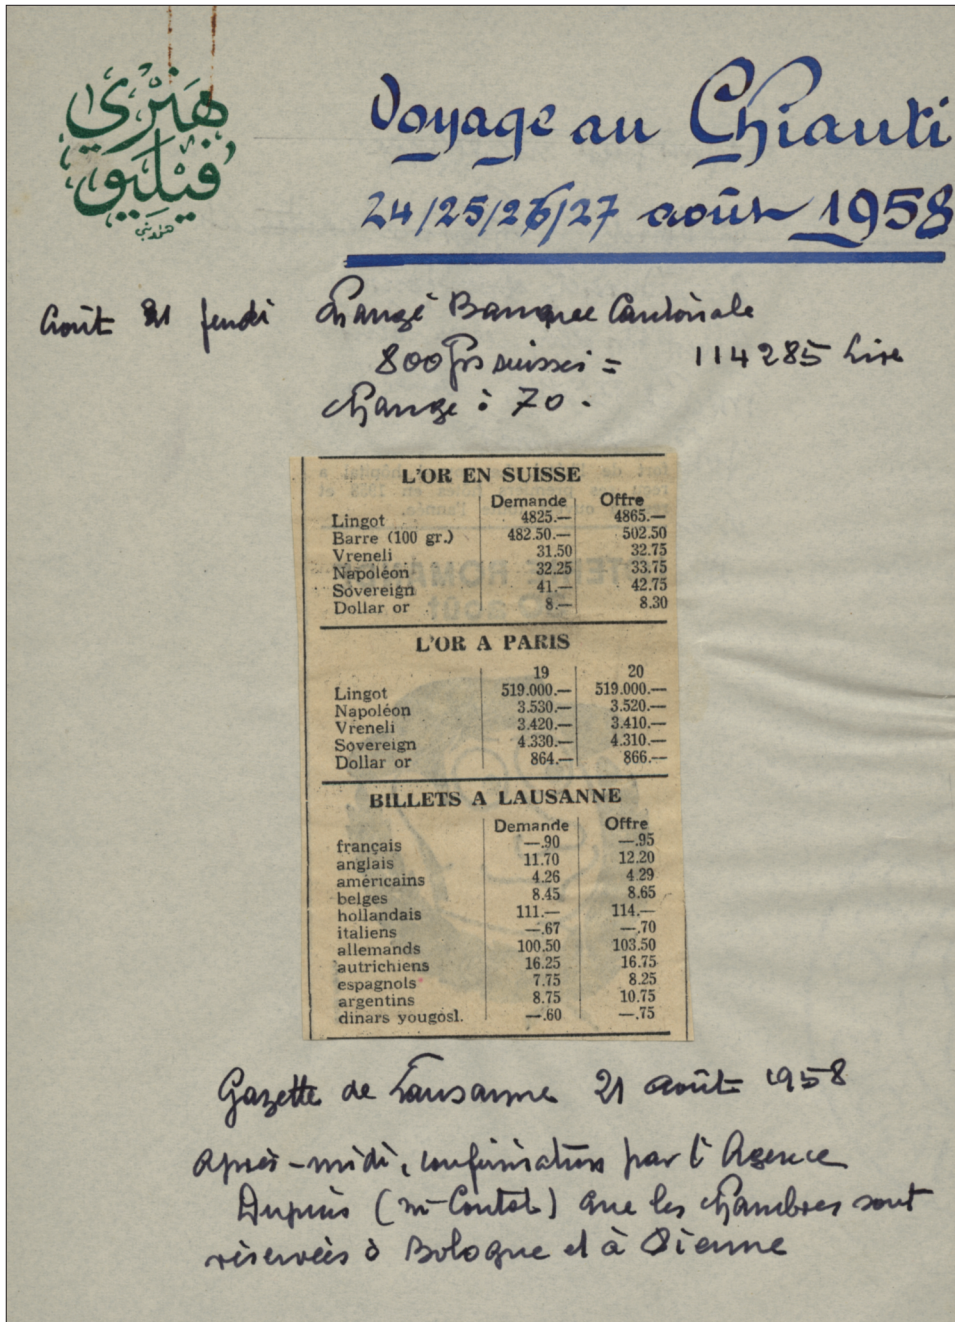 هَنْري
فيليق
Voyage au Chianti
24/25/26/27 août 1958
Août 21 jeudi Changé Banque Cantonale
800 frs suisses = 114285 Lire
change : 70.
L'OR EN SUISSE
Demande Offre
Lingot 4825.— 4865.—
Barre (100 gr.) 482.50.— 502.50
Vreneli 31.50 32.75
Napoléon 32.25 33.75
Sovereign 41.— 42.75
Dollar or 8.— 8.30
L'OR A PARIS
19 20
Lingot 519.000.— 519.000.—
Napoléon 3.530.— 3.520.—
Vreneli 3.420.— 3.410.—
Sovereign 4.330.— 4.310.—
Dollar or 864.— 866.—
BILLETS A LAUSANNE
Demande Offre
français —.90 —.95
anglais 11.70 12.20
américains 4.26 4.29
belges 8.45 8.65
hollandais 111.— 114.—
italiens —.67 —.70
allemands 100.50 103.50
autrichiens 16.25 16.75
espagnols 7.75 8.25
argentins 8.75 10.75
dinars yougosl. —.60 —.75
Gazette de Lausanne 21 août 1958
après-midi, confirmation par l'Agence
Dupuis que les chambres sont
réservées à Bologne et à Sienne